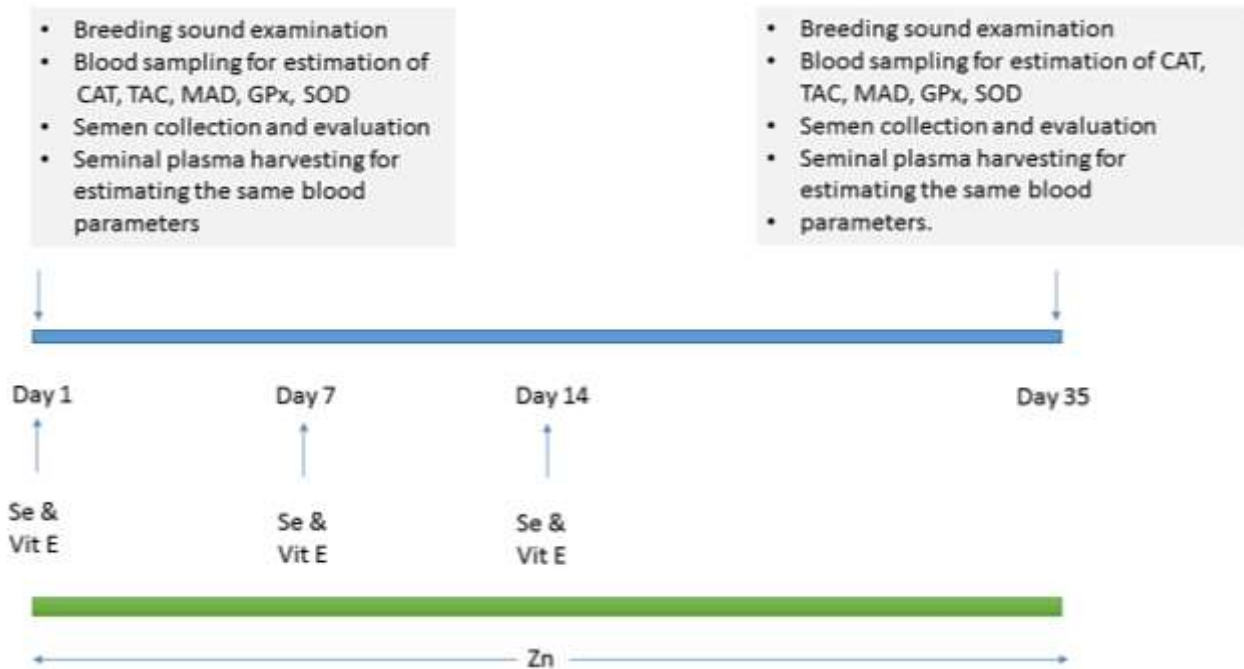 • Breeding sound examination
• Blood sampling for estimation of
CAT, TAC, MAD, GPx, SOD
• Semen collection and evaluation
• Seminal plasma harvesting for
estimating the same blood
parameters
• Breeding sound examination
• Blood sampling for estimation of CAT,
TAC, MAD, GPx, SOD
• Semen collection and evaluation
• Seminal plasma harvesting for
estimating the same blood
• parameters.
Day 1
Day 7
Day 14
Day 35
Se &
Vit E
Se &
Vit E
Se &
Vit E
Zn